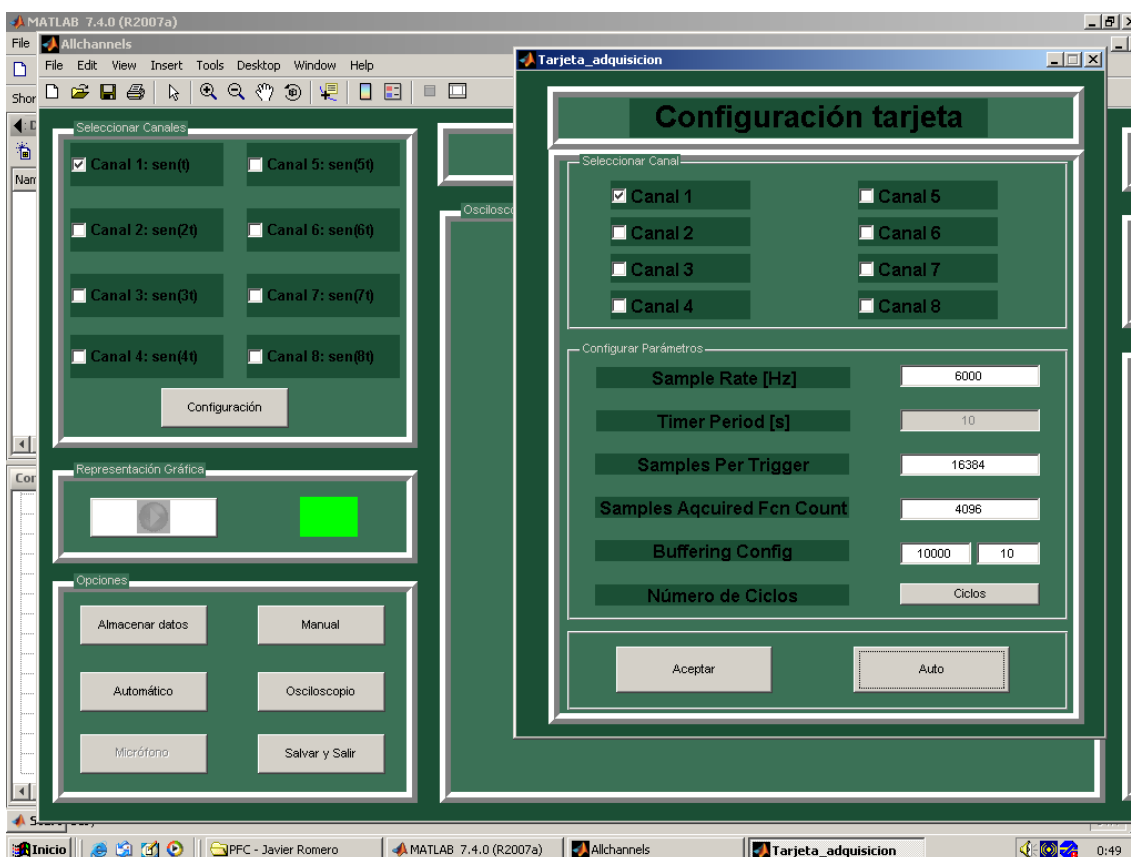 MATLAB 7.4.0 (R2007a)
File
Shor
Nam
Allchannels
File Edit View Insert Tools Desktop Window Help
Seleccionar Canales
Canal 1: sen(t) Canal 5: sen(5t)
Canal 2: sen(2t) Canal 6: sen(6t)
Canal 3: sen(3t) Canal 7: sen(7t)
Canal 4: sen(4t) Canal 8: sen(8t)
Configuración
Representación Gráfica
Opciones
Almacenar datos Manual
Automático Osciloscopio
Micrófono Salvar y Salir
Oscilosco
Tarjeta_adquisicion
Configuración tarjeta
Seleccionar Canal
Canal 1 Canal 5
Canal 2 Canal 6
Canal 3 Canal 7
Canal 4 Canal 8
Configurar Parámetros
Sample Rate [Hz] 6000
Timer Period [s] 10
Samples Per Trigger 16384
Samples Aqcuired Fcn Count 4096
Buffering Config 10000 10
Número de Ciclos Ciclos
Aceptar Auto
Inicio PFC - Javier Romero MATLAB 7.4.0 (R2007a) Allchannels Tarjeta_adquisicion 0:49